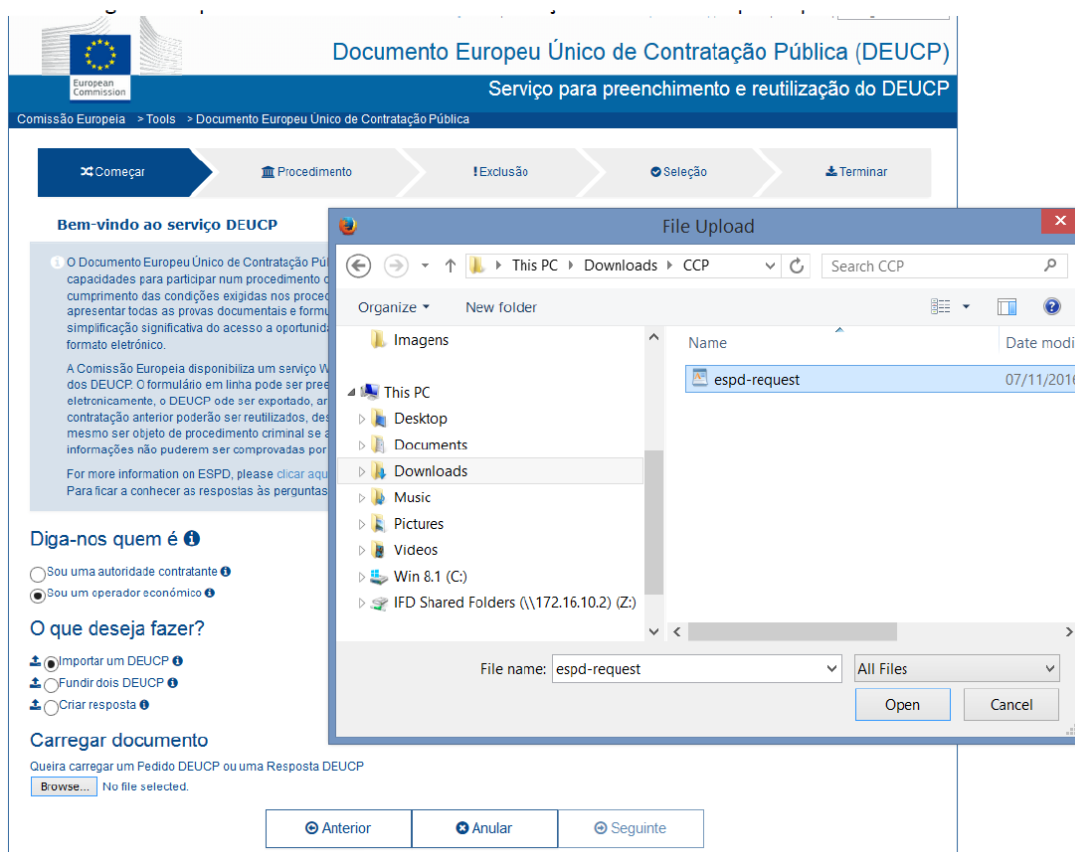 Documento Europeu Único de Contratação Pública (DEUCP)
European
Commission
Serviço para preenchimento e reutilização do DEUCP
Comissão Europeia > Tools > Documento Europeu Único de Contratação Pública
Começar
Procedimento
Exclusão
Seleção
Terminar
Bem-vindo ao serviço DEUCP
O Documento Europeu Único de Contratação
capacidades para participar num procedimento
cumprimento das condições exigidas nos
apresentar todas as provas documentais e
simplificação significativa do acesso a
formato eletrónico.
A Comissão Europeia disponibiliza um serviço
dos DEUCP. O formulário em linha pode ser
eletronicamente, o DEUCP ode ser exportado,
contratação anterior poderão ser reutilizados,
mesmo ser objeto de procedimento criminal se
informações não puderem ser comprovadas por
For more information on ESPD, please clicar
Para ficar a conhecer as respostas às perguntas
Diga-nos quem é
Sou uma autoridade contratante
Sou um operador económico
O que deseja fazer?
Importar um DEUCP
Fundir dois DEUCP
Criar resposta
Carregar documento
Queira carregar um Pedido DEUCP ou uma Resposta DEUCP
Browse... No file selected.
Anterior
Anular
Seguinte
File Upload
This PC Downloads CCP
Search CCP
Organize
New folder
Imagens
This PC
Desktop
Documents
Downloads
Music
Pictures
Videos
Win 8.1 (C:)
IFD Shared Folders (\\172.16.10.2) (Z:)
Name
Date modi
espd-request
07/11/2016
File name: espd-request
All Files
Open
Cancel